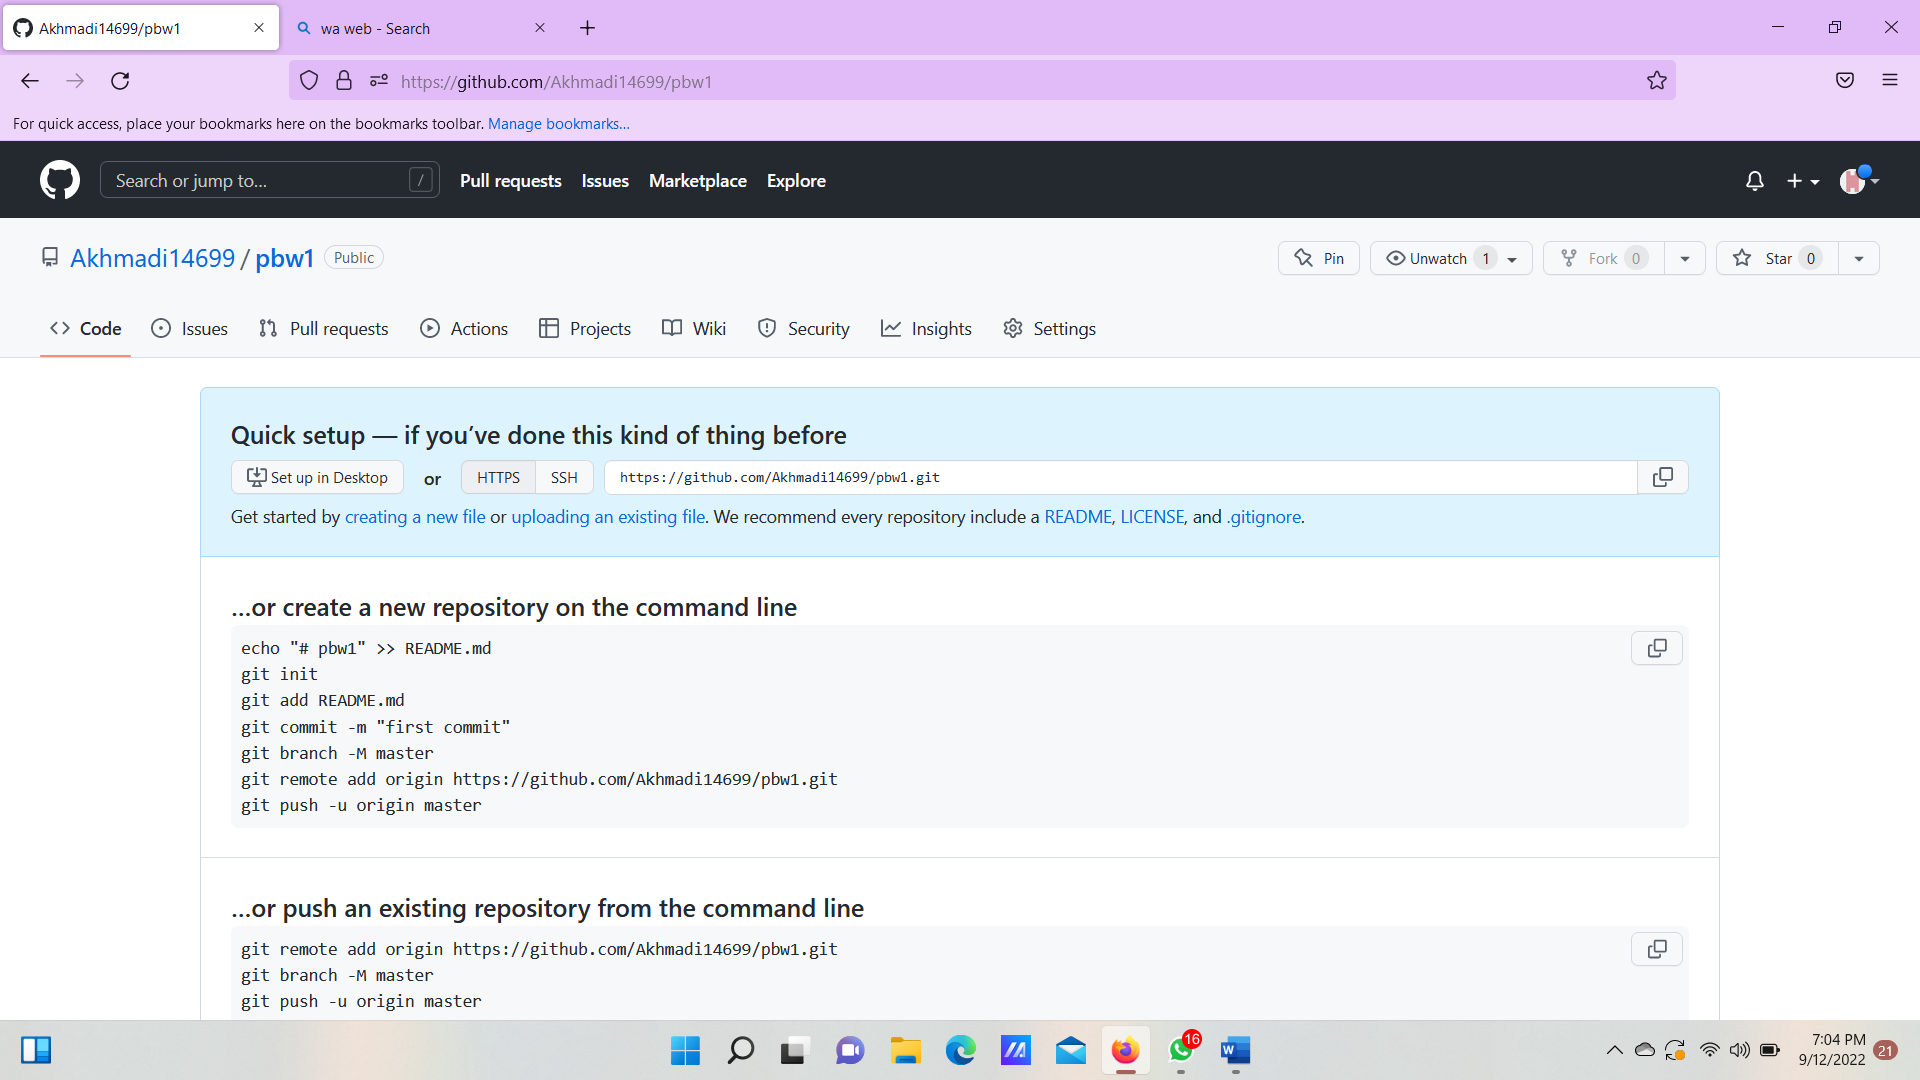 Akhmadi14699/pbw1
wa web - Search
https://github.com/Akhmadi14699/pbw1
For quick access, place your bookmarks here on the bookmarks toolbar. Manage bookmarks...
Search or jump to... /
Pull requests Issues Marketplace Explore
Akhmadi14699 / pbw1 Public
Pin Unwatch 1 Fork 0 Star 0
Code Issues Pull requests Actions Projects Wiki Security Insights Settings
Quick setup — if you’ve done this kind of thing before
Set up in Desktop or HTTPS SSH https://github.com/Akhmadi14699/pbw1.git
Get started by creating a new file or uploading an existing file. We recommend every repository include a README, LICENSE, and .gitignore.
…or create a new repository on the command line
echo "# pbw1" >> README.md
git init
git add README.md
git commit -m "first commit"
git branch -M master
git remote add origin https://github.com/Akhmadi14699/pbw1.git
git push -u origin master
…or push an existing repository from the command line
git remote add origin https://github.com/Akhmadi14699/pbw1.git
git branch -M master
git push -u origin master
16
W
7:04 PM
9/12/2022
21